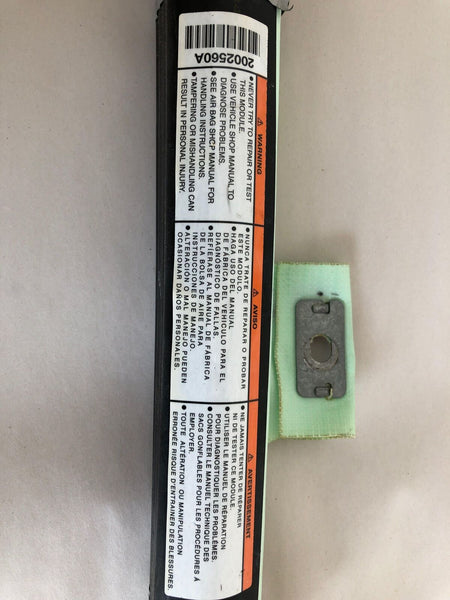 2002560A
⚠ WARNING
• NEVER TRY TO REPAIR OR TEST
THIS MODULE.
• USE VEHICLE SHOP MANUAL TO
DIAGNOSE PROBLEMS.
• SEE AIR BAG SHOP MANUAL FOR
HANDLING INSTRUCTIONS.
• TAMPERING OR MISHANDLING CAN
RESULT IN PERSONAL INJURY.
⚠ AVISO
• NUNCA TRATE DE REPARAR O PROBAR
ESTE MODULO.
• HAGA USO DEL MANUAL
DE FÁBRICA DEL VEHICULO PARA EL
DIAGNOSTICO DE FALLAS.
• REFIÉRASE AL MANUAL DE FÁBRICA
DE LA BOLSA DE AIRE PARA
INSTRUCCIONES DE MANEJO.
• ALTERACIÓN O MAL MANEJO PUEDEN
OCASIONAR DAÑOS PERSONALES.
⚠ AVERTISSEMENT
• NE JAMAIS TENTER DE RÉPARER
NI DE TESTER CE MODULE.
• UTILISER LE MANUEL DE RÉPARATION
POUR DIAGNOSTIQUER LES PROBLÈMES.
• CONSULTER LE MANUEL TECHNIQUE DES
SACS GONFLABLES POUR LES PROCÉDURES À
EMPLOYER.
• TOUTE ALTÉRATION, OU MANIPULATION
ERRONÉE RISQUE D'ENTRAINER DES BLESSURES.